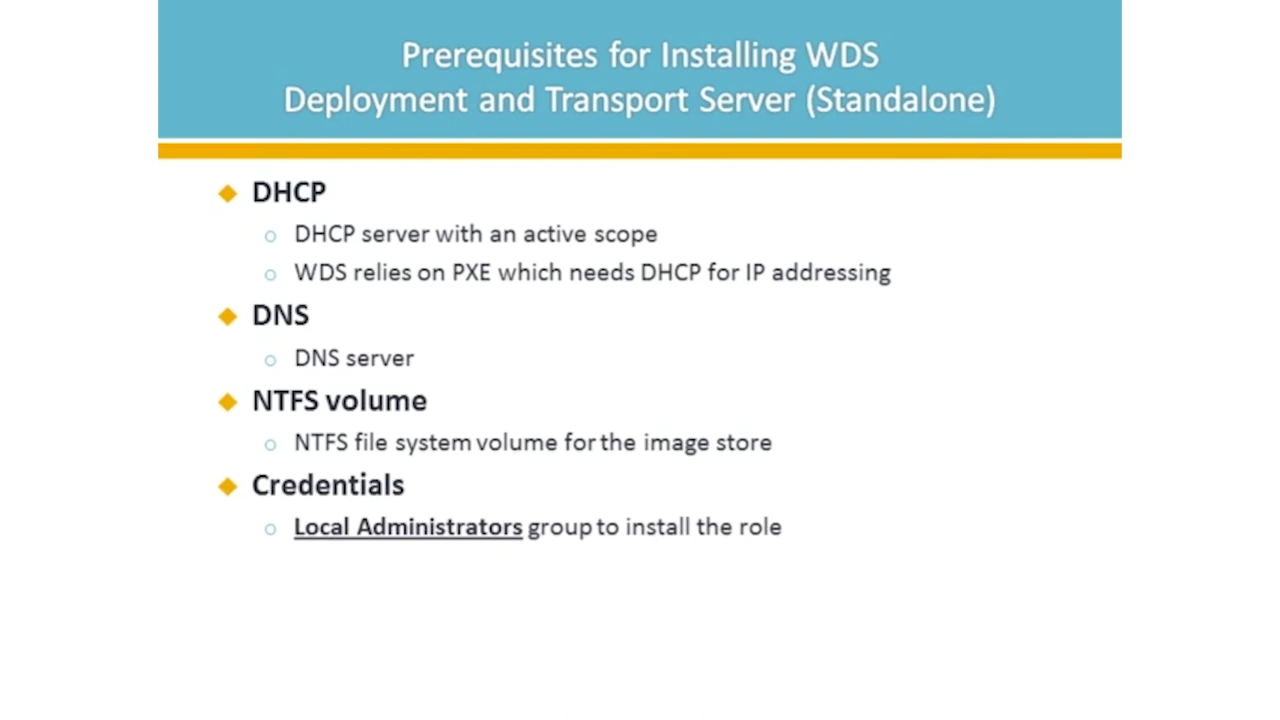 Prerequisites for Installing WDS
Deployment and Transport Server (Standalone)
DHCP
DHCP server with an active scope
WDS relies on PXE which needs DHCP for IP addressing
DNS
DNS server
NTFS volume
NTFS file system volume for the image store
Credentials
Local Administrators group to install the role